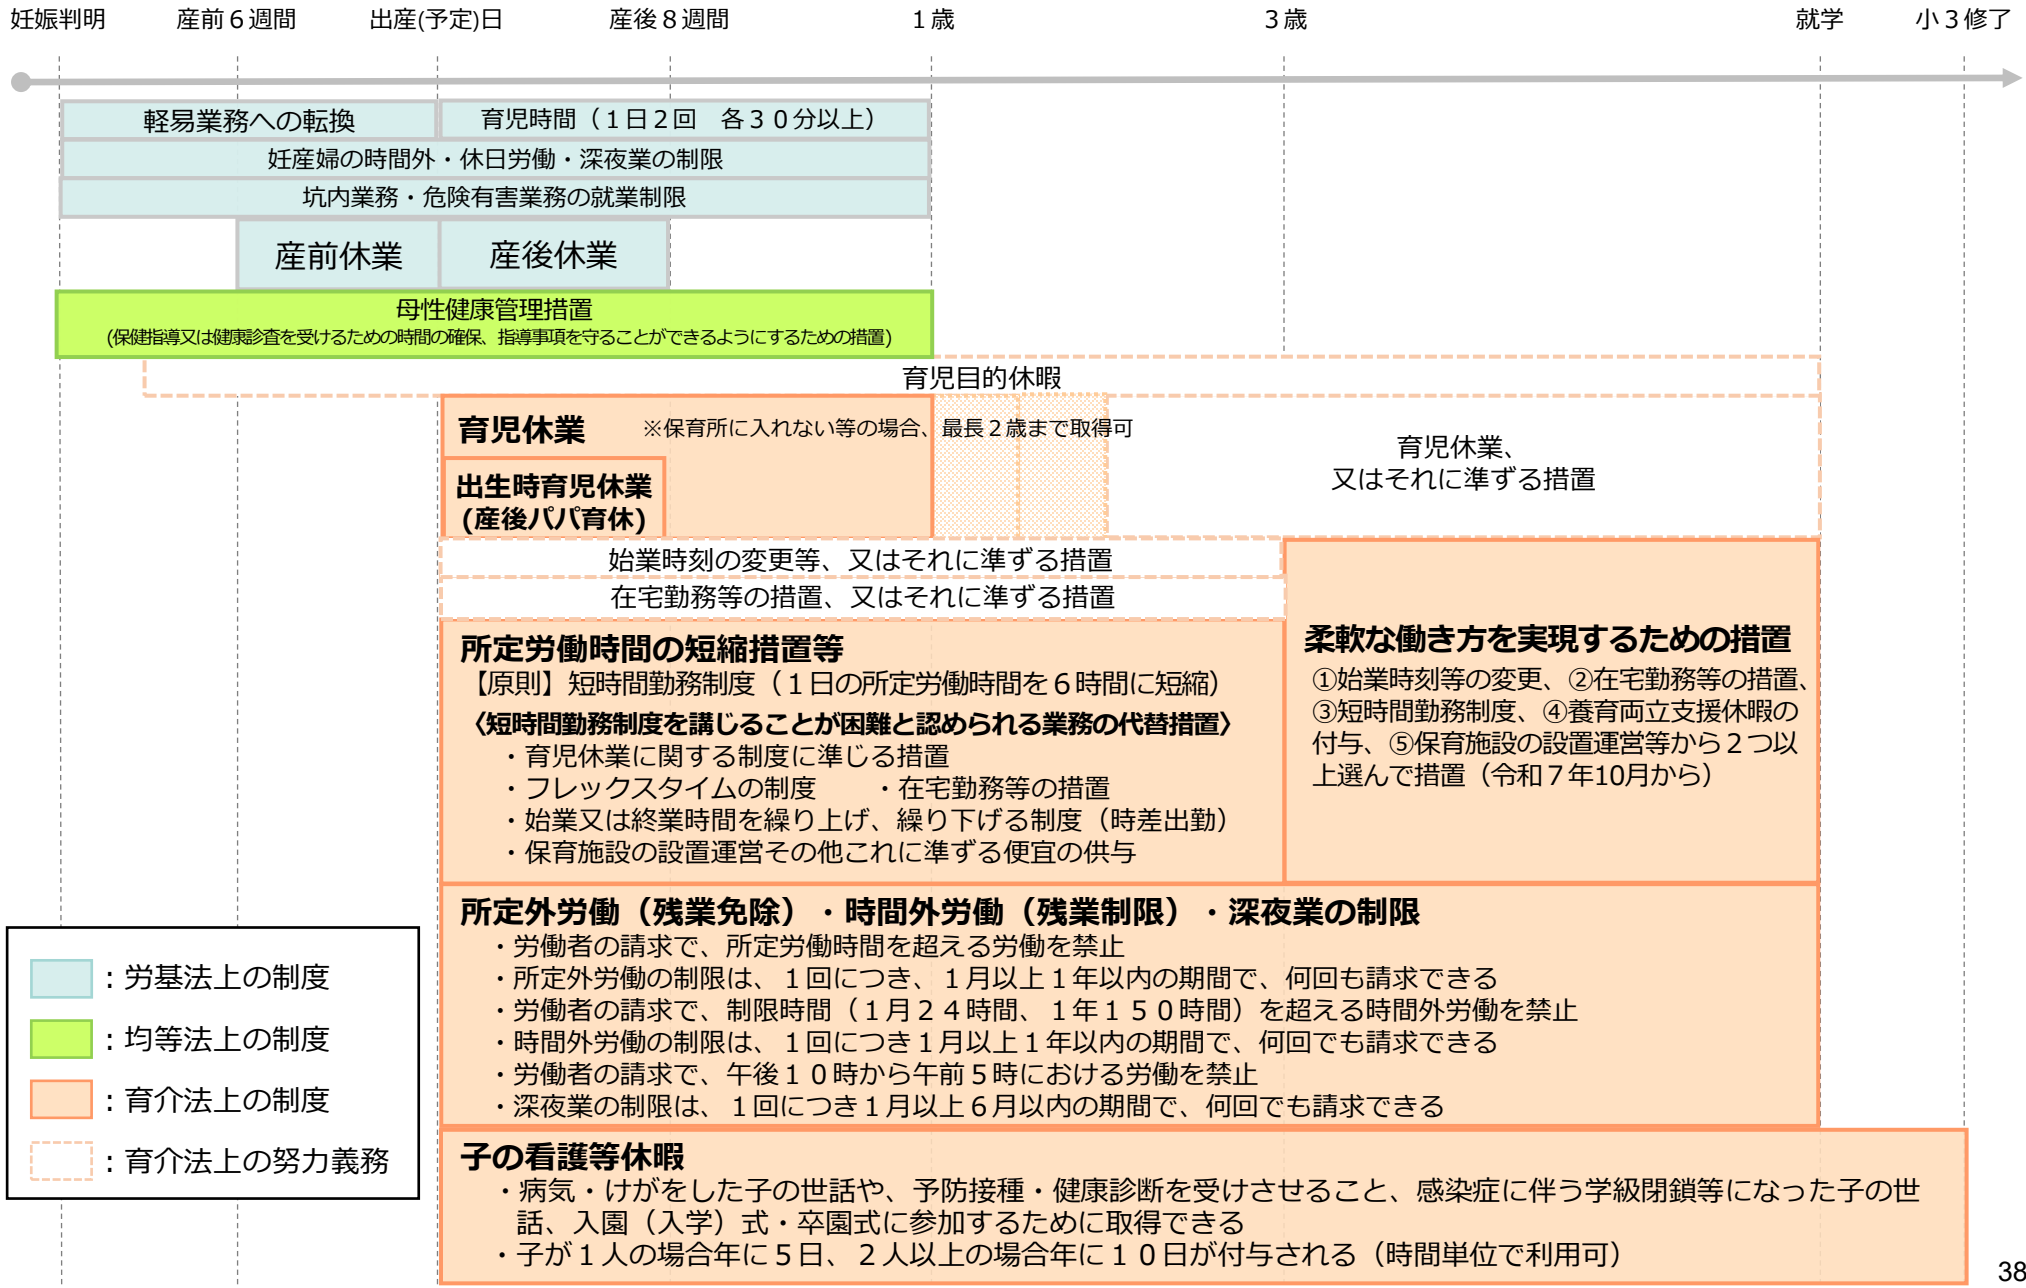 妊娠判明　産前６週間　出産(予定)日　産後８週間　１歳　３歳　就学　小３修了
軽易業務への転換
育児時間（１日２回　各３０分以上）
妊産婦の時間外・休日労働・深夜業の制限
坑内業務・危険有害業務の就業制限
産前休業
産後休業
母性健康管理措置
(保健指導又は健康診査を受けるための時間の確保、指導事項を守ることができるようにするための措置)
育児目的休暇
育児休業
※保育所に入れない等の場合、最長２歳まで取得可
出生時育児休業
(産後パパ育休)
育児休業、
又はそれに準ずる措置
始業時刻の変更等、又はそれに準ずる措置
在宅勤務等の措置、又はそれに準ずる措置
所定労働時間の短縮措置等
【原則】短時間勤務制度（１日の所定労働時間を６時間に短縮）
〈短時間勤務制度を講じることが困難と認められる業務の代替措置〉
・育児休業に関する制度に準じる措置
・フレックスタイムの制度　　・在宅勤務等の措置
・始業又は終業時間を繰り上げ、繰り下げる制度（時差出勤）
・保育施設の設置運営その他これに準ずる便宜の供与
柔軟な働き方を実現するための措置
①始業時刻等の変更、②在宅勤務等の措置、
③短時間勤務制度、④養育両立支援休暇の
付与、⑤保育施設の設置運営等から２つ以
上選んで措置（令和７年10月から）
所定外労働（残業免除）・時間外労働（残業制限）・深夜業の制限
・労働者の請求で、所定労働時間を超える労働を禁止
・所定外労働の制限は、１回につき、１月以上１年以内の期間で、何回も請求できる
・労働者の請求で、制限時間（１月２４時間、１年１５０時間）を超える時間外労働を禁止
・時間外労働の制限は、１回につき１月以上１年以内の期間で、何回でも請求できる
・労働者の請求で、午後１０時から午前５時における労働を禁止
・深夜業の制限は、１回につき１月以上６月以内の期間で、何回でも請求できる
子の看護等休暇
・病気・けがをした子の世話や、予防接種・健康診断を受けさせること、感染症に伴う学級閉鎖等になった子の世
話、入園（入学）式・卒園式に参加するために取得できる
・子が１人の場合年に５日、２人以上の場合年に１０日が付与される（時間単位で利用可）
：労基法上の制度
：均等法上の制度
：育介法上の制度
：育介法上の努力義務
38